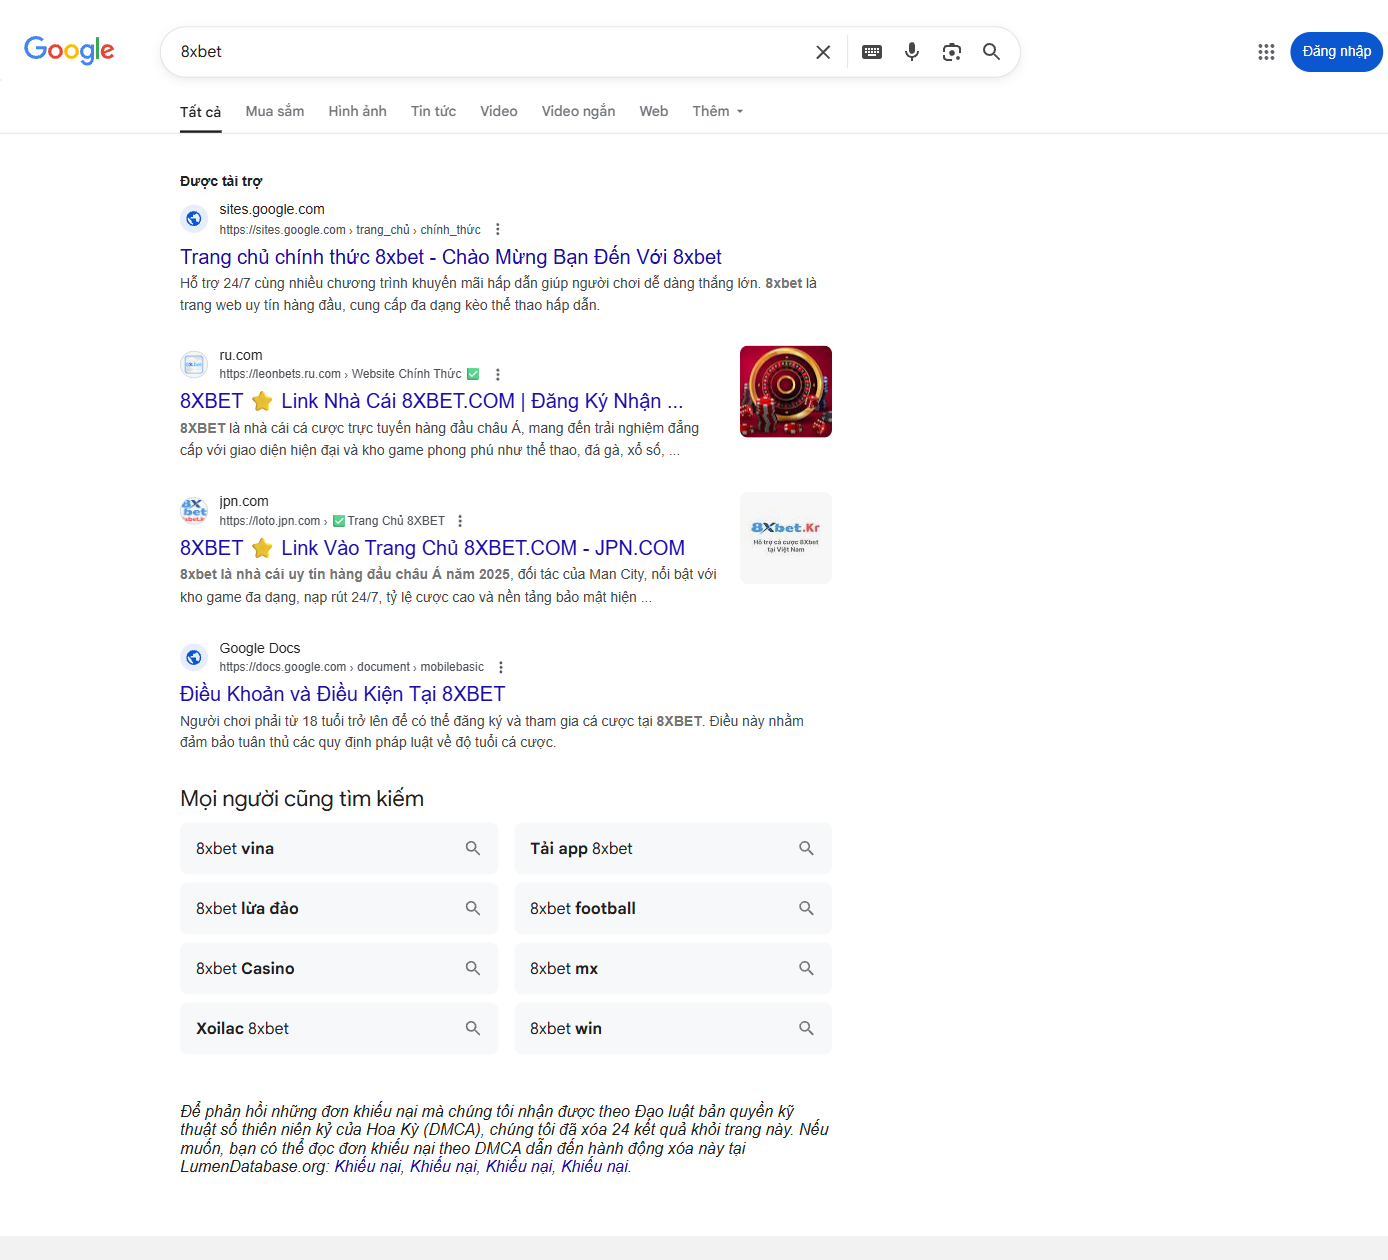 Google
8xbet
Đăng nhập
Tất cả Mua sắm Hình ảnh Tin tức Video Video ngắn Web Thêm
Được tài trợ
sites.google.com
https://sites.google.com › trang_chủ › chính_thức
Trang chủ chính thức 8xbet - Chào Mừng Bạn Đến Với 8xbet
Hỗ trợ 24/7 cùng nhiều chương trình khuyến mãi hấp dẫn giúp người chơi dễ dàng thắng lớn. 8xbet là
trang web uy tín hàng đầu, cung cấp đa dạng kèo thể thao hấp dẫn.
ru.com
https://leonbets.ru.com › Website Chính Thức ✅
8XBET ⭐ Link Nhà Cái 8XBET.COM | Đăng Ký Nhận ...
8XBET là nhà cái cá cược trực tuyến hàng đầu châu Á, mang đến trải nghiệm đẳng
cấp với giao diện hiện đại và kho game phong phú như thể thao, đá gà, xổ số, ...
8X
bet
jpn.com
https://loto.jpn.com › ✅Trang Chủ 8XBET
8XBET ⭐ Link Vào Trang Chủ 8XBET.COM - JPN.COM
8xbet là nhà cái uy tín hàng đầu châu Á năm 2025, đối tác của Man City, nổi bật với
kho game đa dạng, nạp rút 24/7, tỷ lệ cược cao và nền tảng bảo mật hiện ...
8Xbet.Kr
Hỗ trợ cá cược 8Xbet
tại Việt Nam
Google Docs
https://docs.google.com › document › mobilebasic
Điều Khoản và Điều Kiện Tại 8XBET
Người chơi phải từ 18 tuổi trở lên để có thể đăng ký và tham gia cá cược tại 8XBET. Điều này nhằm
đảm bảo tuân thủ các quy định pháp luật về độ tuổi cá cược.
Mọi người cũng tìm kiếm
8xbet vina
Tải app 8xbet
8xbet lừa đảo
8xbet football
8xbet Casino
8xbet mx
Xoilac 8xbet
8xbet win
Để phản hồi những đơn khiếu nại mà chúng tôi nhận được theo Đạo luật bản quyền kỹ
thuật số thiên niên kỷ của Hoa Kỳ (DMCA), chúng tôi đã xóa 24 kết quả khỏi trang này. Nếu
muốn, bạn có thể đọc đơn khiếu nại theo DMCA dẫn đến hành động xóa này tại
LumenDatabase.org: Khiếu nại, Khiếu nại, Khiếu nại, Khiếu nại.